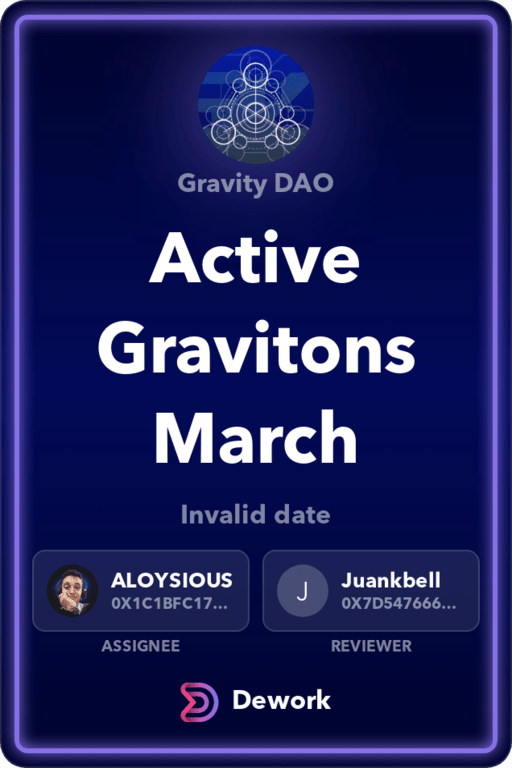 Gravity DAO
Active
Gravitons
March
Invalid date
ALOYSIOUS
0X1C1BFC17...
ASSIGNEE
J
Juankbell
0X7D547666...
REVIEWER
Dework